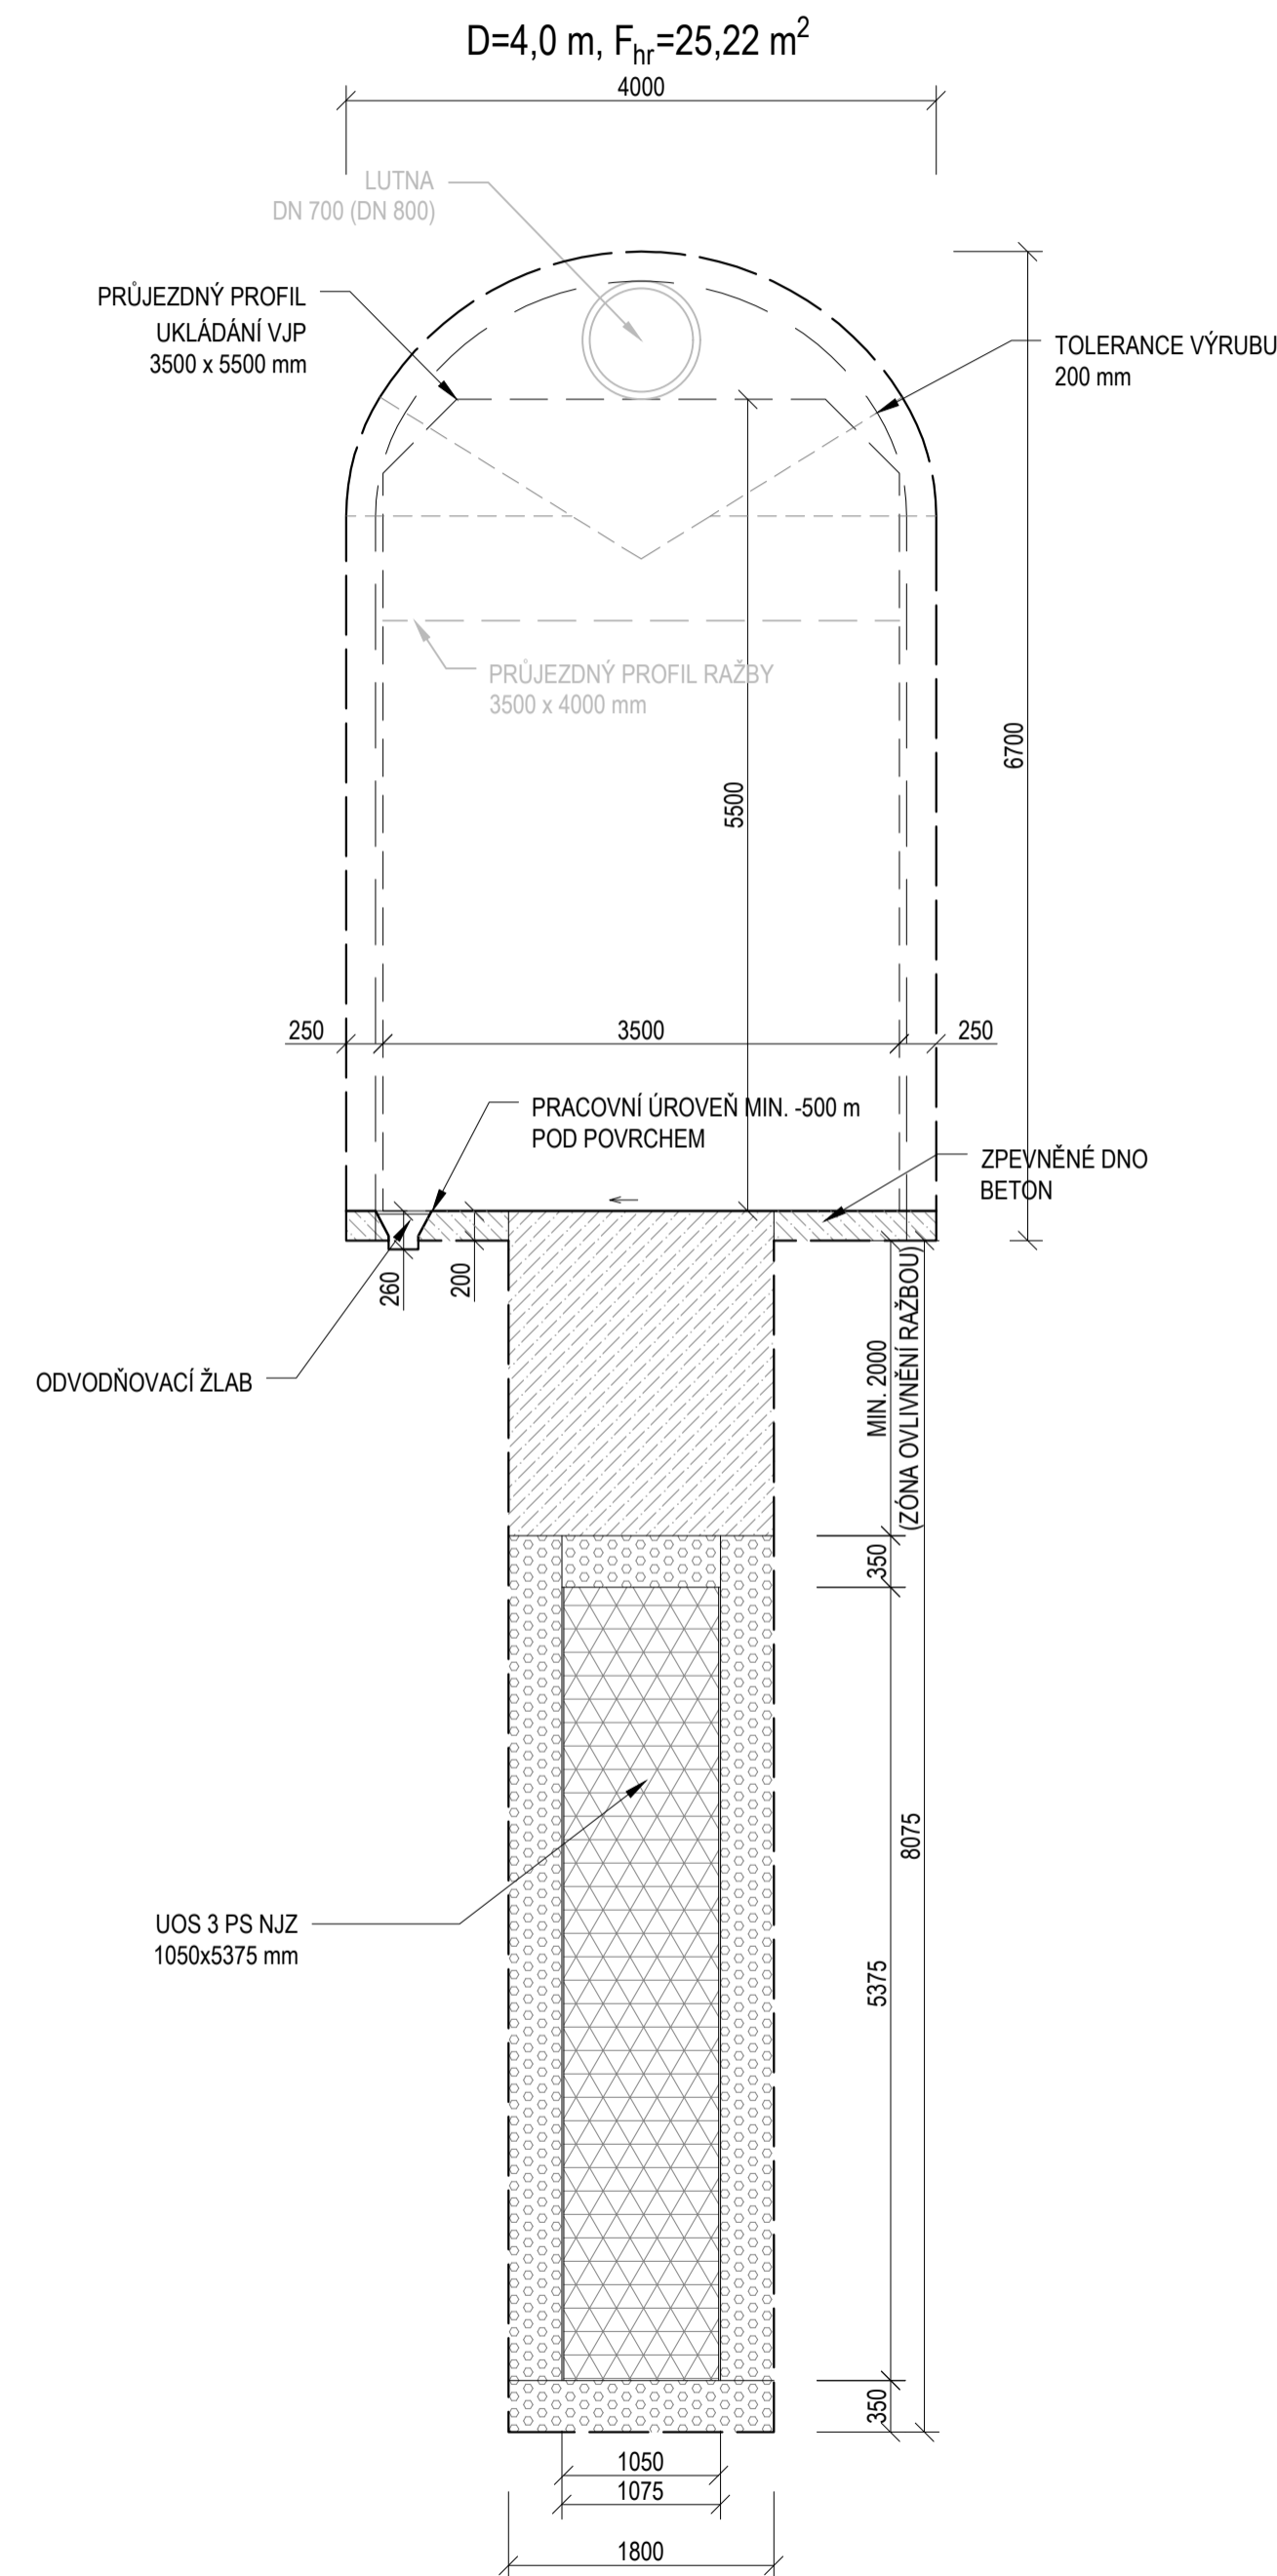 D=4,0 m, Fhr=25,22 m²
4000
LUTNA
DN 700 (DN 800)
PRŮJEZDNÝ PROFIL
UKLÁDÁNÍ VJP
3500 x 5500 mm
TOLERANCE VÝRUBU
200 mm
PRŮJEZDNÝ PROFIL RAŽBY
3500 x 4000 mm
6700
5500
250
3500
250
PRACOVNÍ ÚROVEŇ MIN. -500 m
POD POVRCHEM
ZPEVNĚNÉ DNO
BETON
260
200
ODVODŇOVACÍ ŽLAB
MIN. 2000
(ZÓNA OVLIVNĚNÍ RAŽBOU)
350
8075
UOS 3 PS NJZ
1050x5375 mm
5375
350
1050
1075
1800